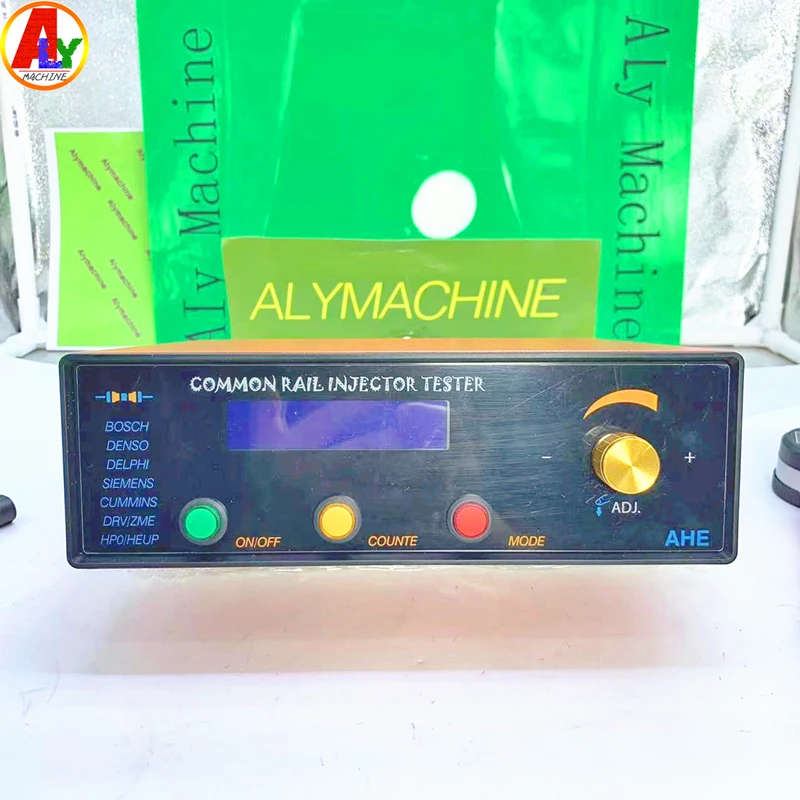 ALY
MACHINE
Aly Machine
ALy Machine
Alymachine
Alymachine
Alymachine
Alymachine
Alymachine
ALYMACHINE
COMMON RAIL INJECTOR TESTER
BOSCH
DENSO
DELPHI
SIEMENS
CUMMINS
DRV/ZME
HP0/HEUP
ON/OFF
COUNTE
MODE
- +
ADJ.
AHE